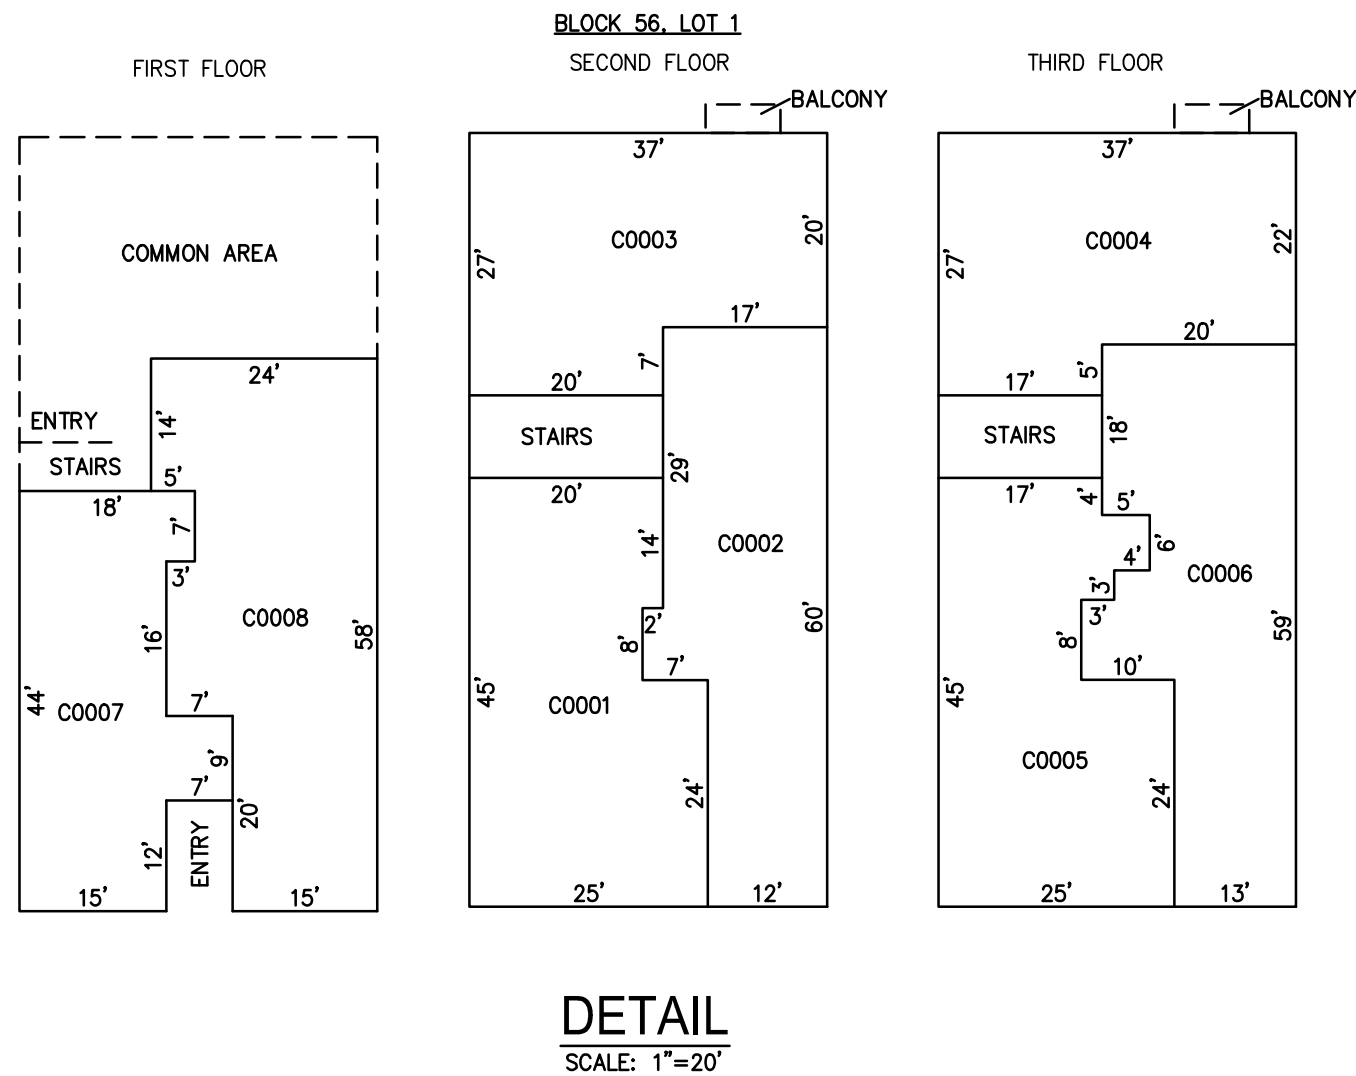 BLOCK 56, LOT 1
FIRST FLOOR
COMMON AREA
24'
ENTRY
14'
STAIRS
5'
18'
7'
3'
C0008
16'
58'
44'
C0007
7'
9'
7'
20'
12'
ENTRY
15'
15'
SECOND FLOOR
BALCONY
37'
C0003
20'
27'
17'
7'
20'
STAIRS
29'
20'
14'
C0002
2'
8'
60'
7'
45'
C0001
24'
25'
12'
THIRD FLOOR
BALCONY
37'
C0004
22'
27'
20'
5'
17'
STAIRS
18'
17'
4'
5'
6'
4'
C0006
3'
3'
8'
59'
10'
45'
C0005
24'
25'
13'
DETAIL
SCALE: 1"=20'